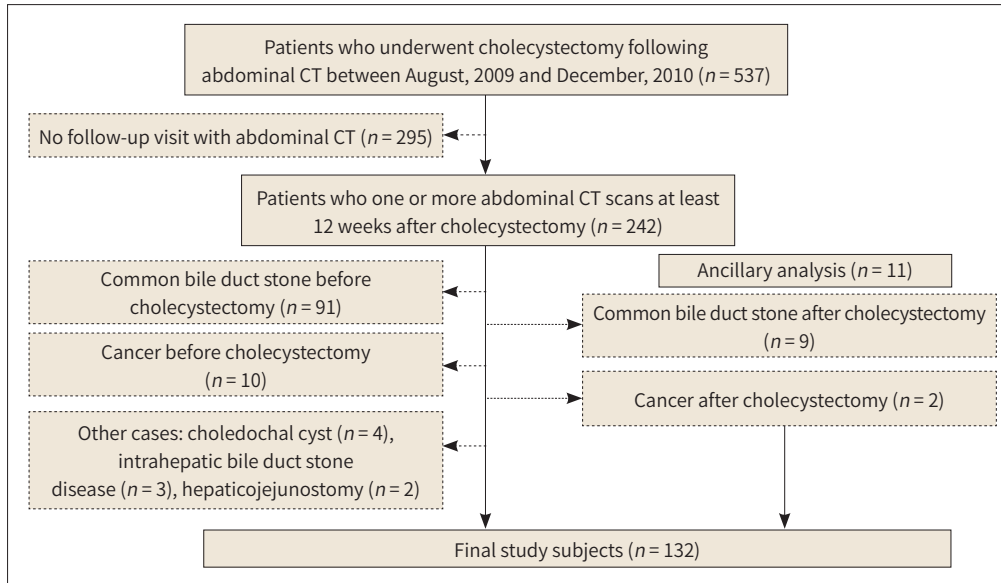 Patients who underwent cholecystectomy following
abdominal CT between August, 2009 and December, 2010 (n = 537)
No follow-up visit with abdominal CT (n = 295)
Patients who one or more abdominal CT scans at least
12 weeks after cholecystectomy (n = 242)
Common bile duct stone before
cholecystectomy (n = 91)
Ancillary analysis (n = 11)
Common bile duct stone after cholecystectomy
(n = 9)
Cancer before cholecystectomy
(n = 10)
Cancer after cholecystectomy (n = 2)
Other cases: choledochal cyst (n = 4),
intrahepatic bile duct stone
disease (n = 3), hepaticojejunostomy (n = 2)
Final study subjects (n = 132)